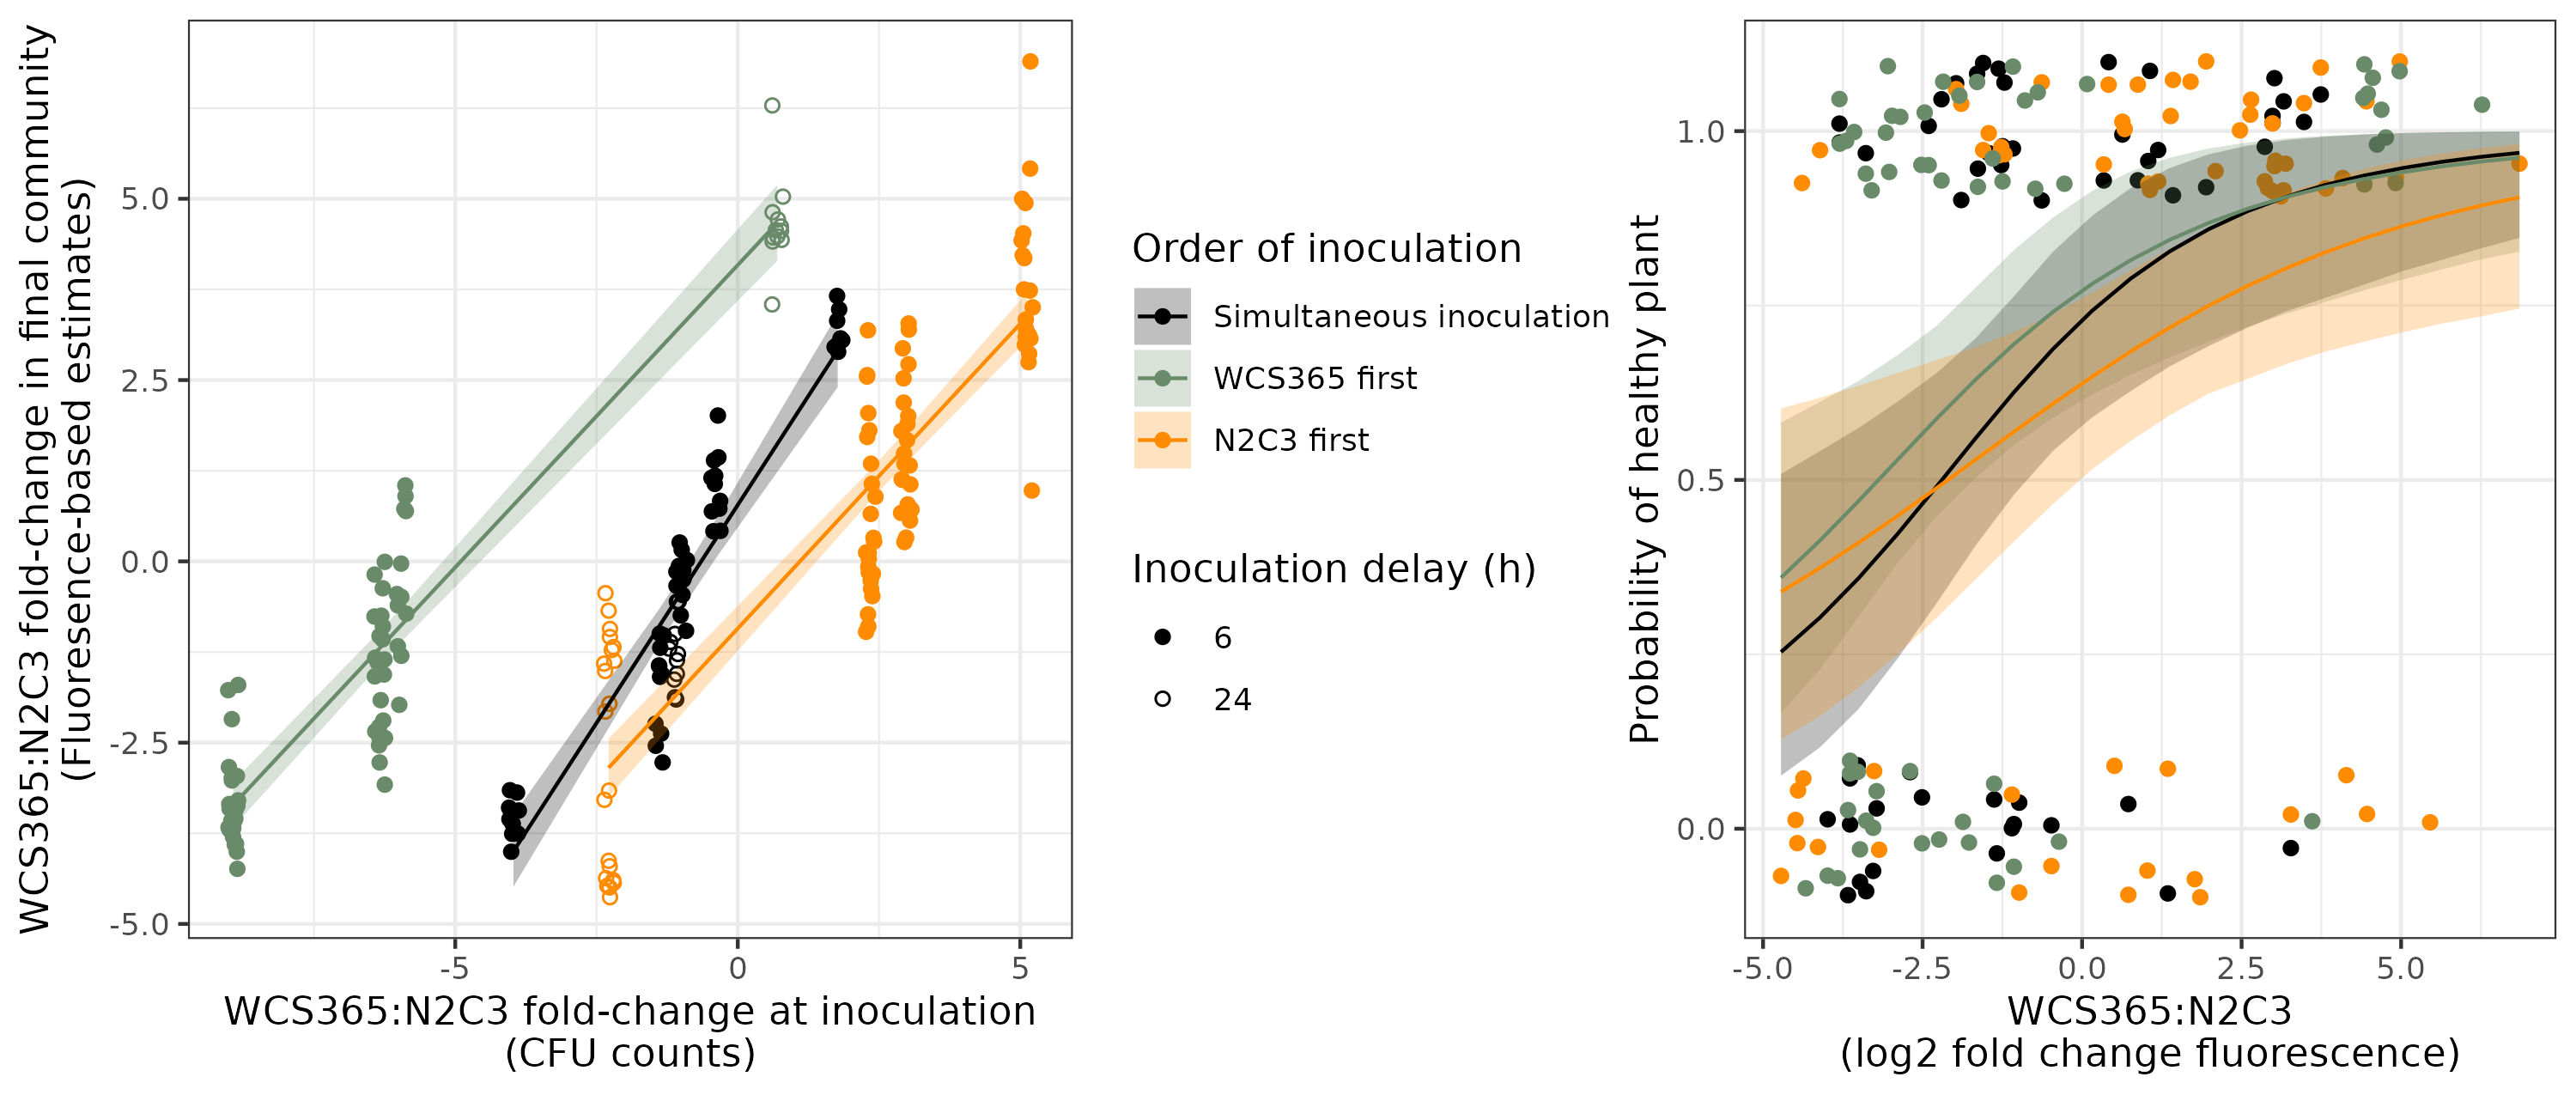 WCS365:N2C3 fold-change in final community
(Fluoresence-based estimates)
5.0
2.5
0.0
-2.5
-5.0
-5
0
5
WCS365:N2C3 fold-change at inoculation
(CFU counts)
Order of inoculation
Simultaneous inoculation
WCS365 first
N2C3 first
Inoculation delay (h)
6
24
Probability of healthy plant
1.0
0.5
0.0
-5.0
-2.5
0.0
2.5
5.0
WCS365:N2C3
(log2 fold change fluorescence)